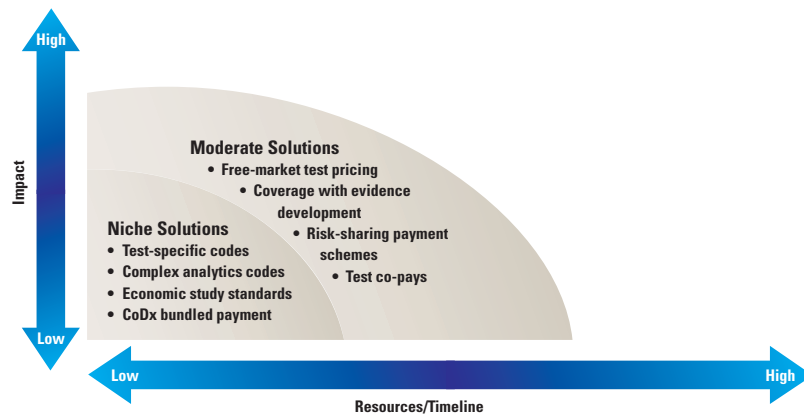 High
Impact
Low
Moderate Solutions
• Free-market test pricing
• Coverage with evidence
development
• Risk-sharing payment
schemes
• Test co-pays
Niche Solutions
• Test-specific codes
• Complex analytics codes
• Economic study standards
• CoDx bundled payment
Low
High
Resources/Timeline